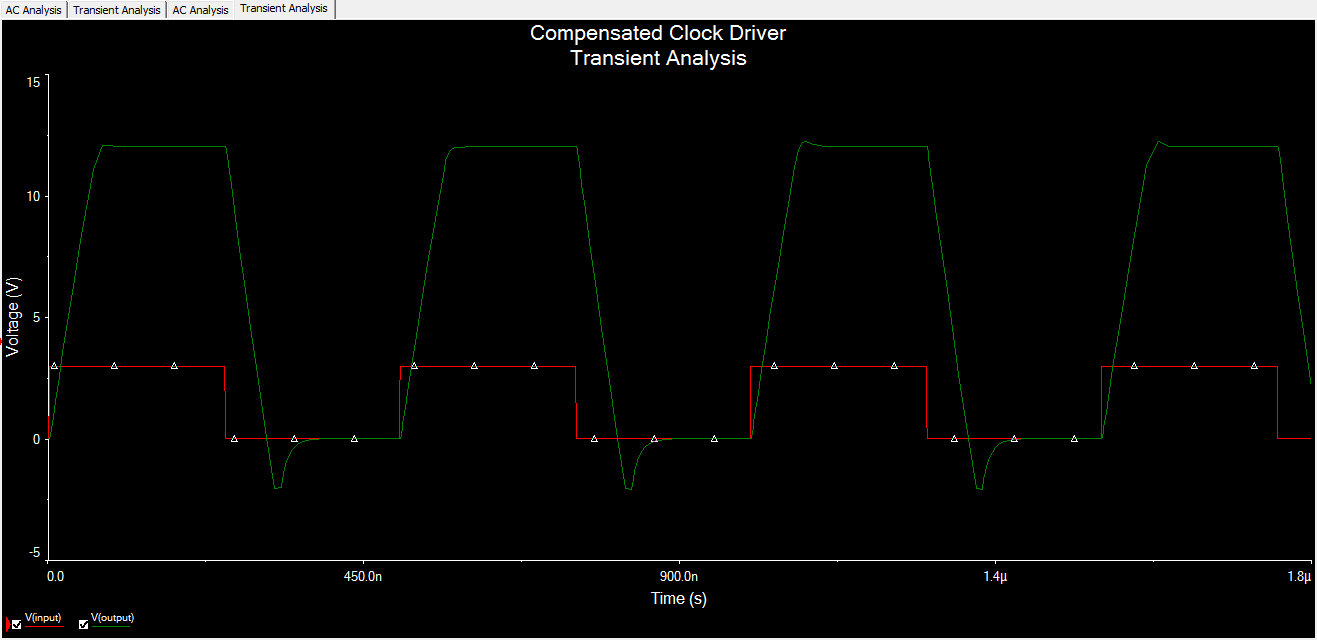 AC Analysis Transient Analysis AC Analysis Transient Analysis
Compensated Clock Driver
Transient Analysis
Voltage (V)
15
10
5
0
-5
0.0 450.0n 900.0n 1.4µ 1.8µ
Time (s)
V(input) V(output)